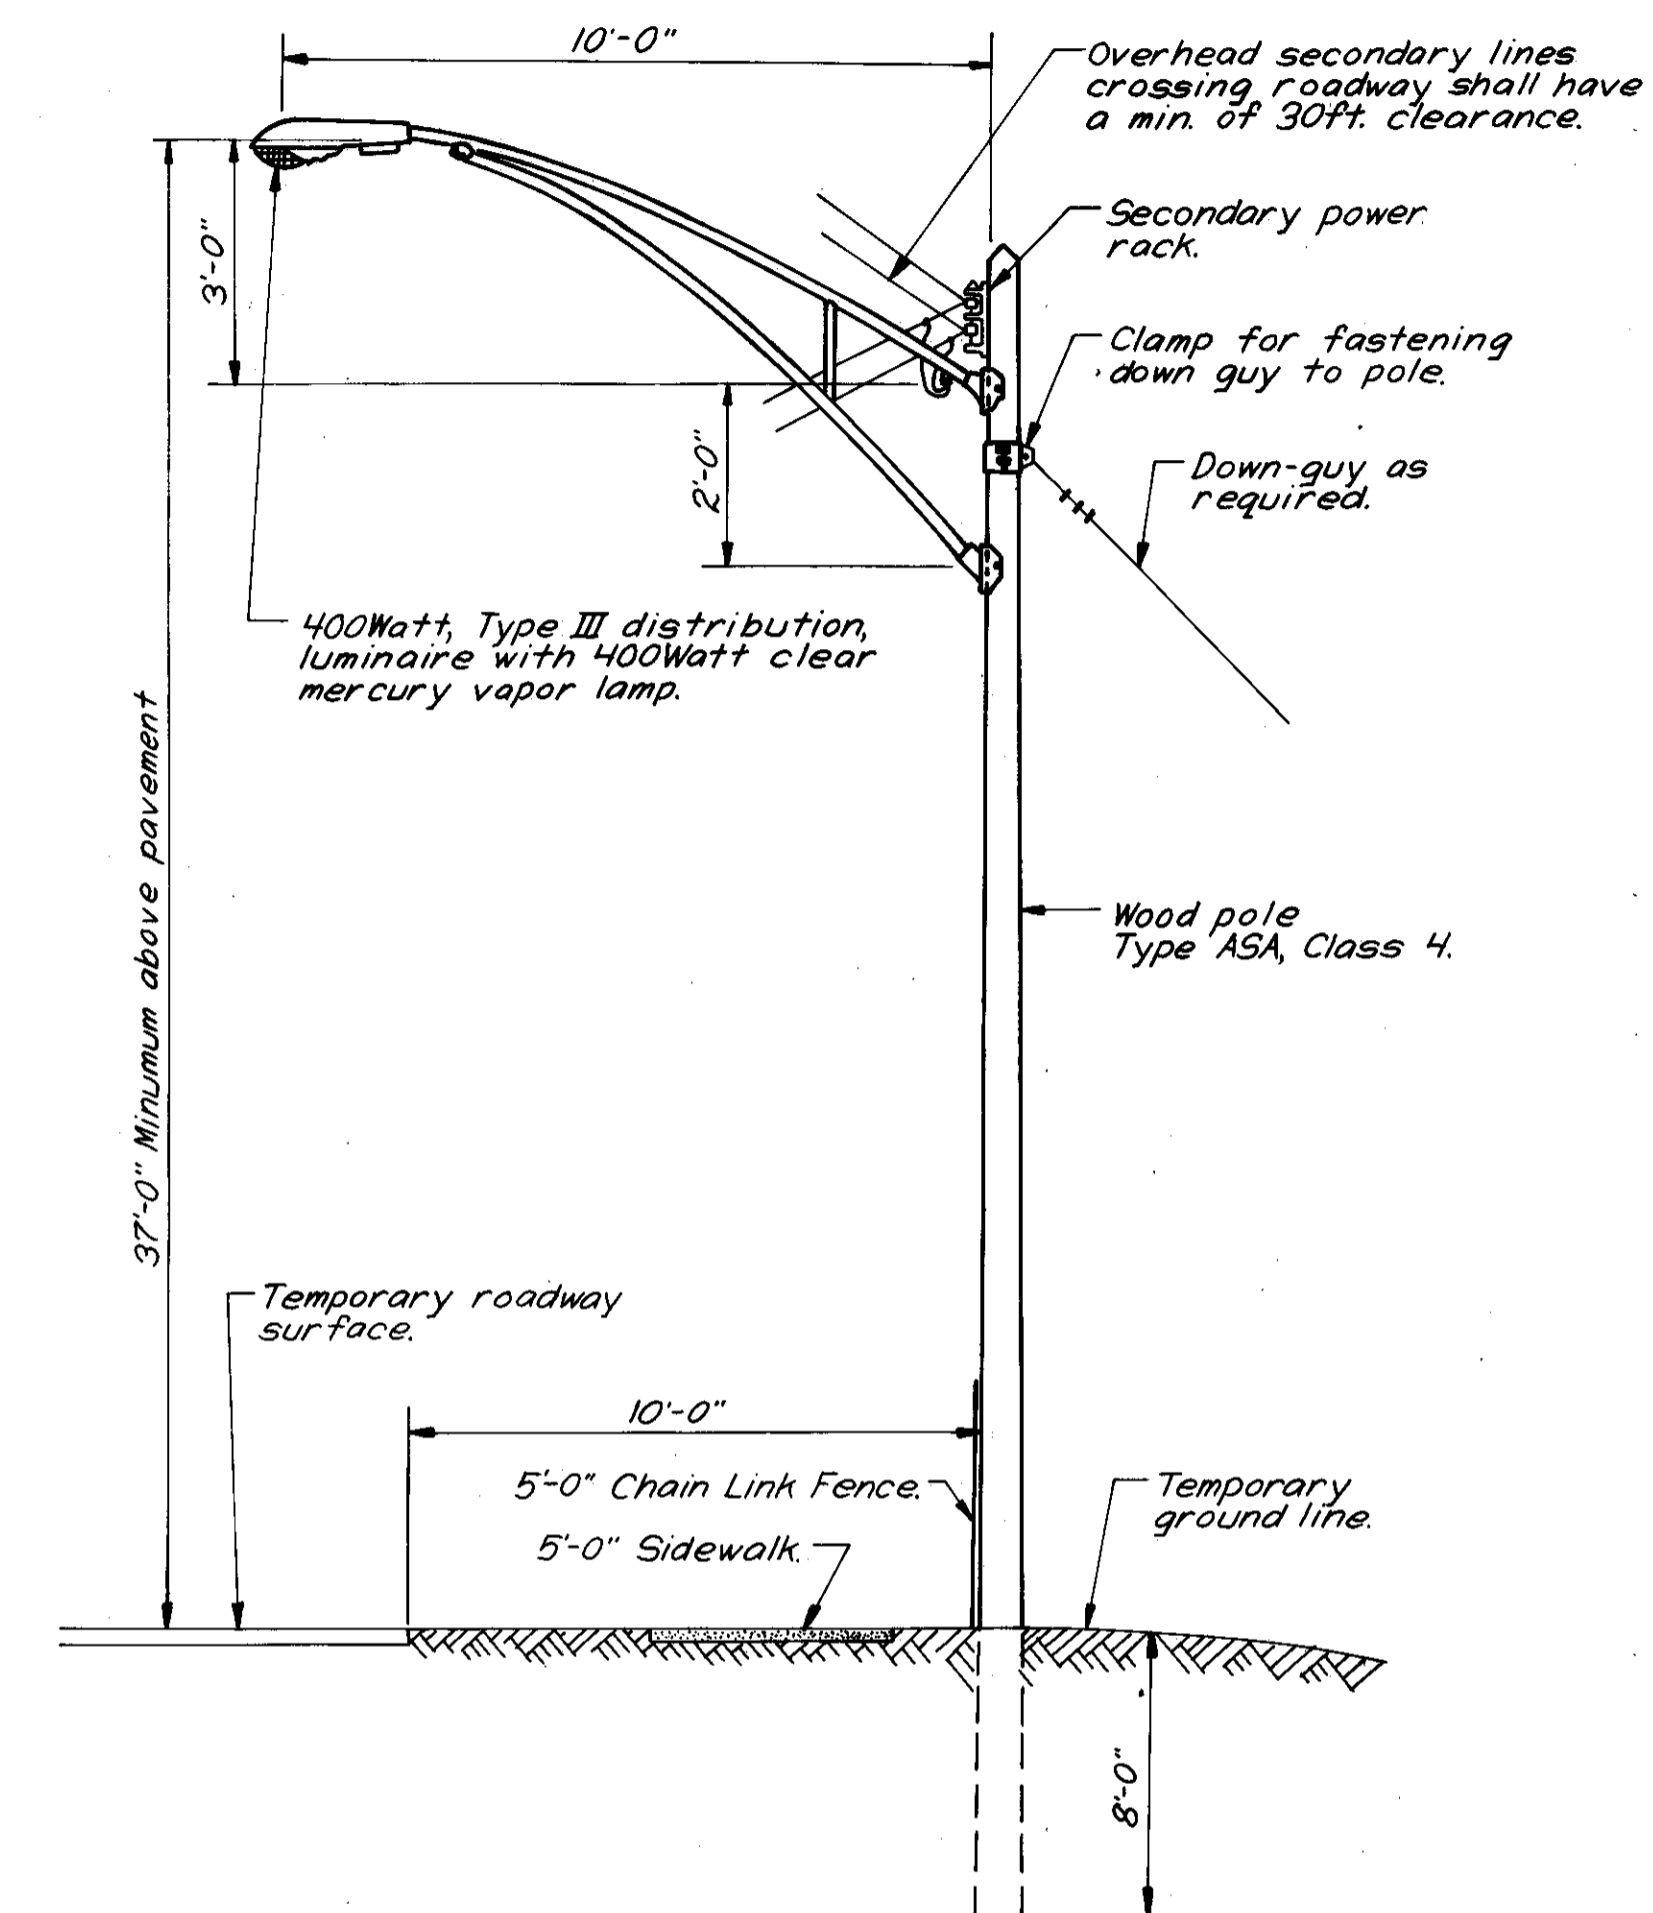 10'-0"
Overhead secondary lines
crossing roadway shall have
a min. of 30ft. clearance.
Secondary power
rack.
3'-0"
Clamp for fastening
down guy to pole.
2'-0"
Down-guy as
required.
400Watt, Type III distribution,
luminaire with 400Watt clear
mercury vapor lamp.
37'-0" Minumum above pavement
Wood pole
Type ASA, Class 4.
Temporary roadway
surface.
10'-0"
5'-0" Chain Link Fence.
Temporary
ground line.
5'-0" Sidewalk.
8'-0"